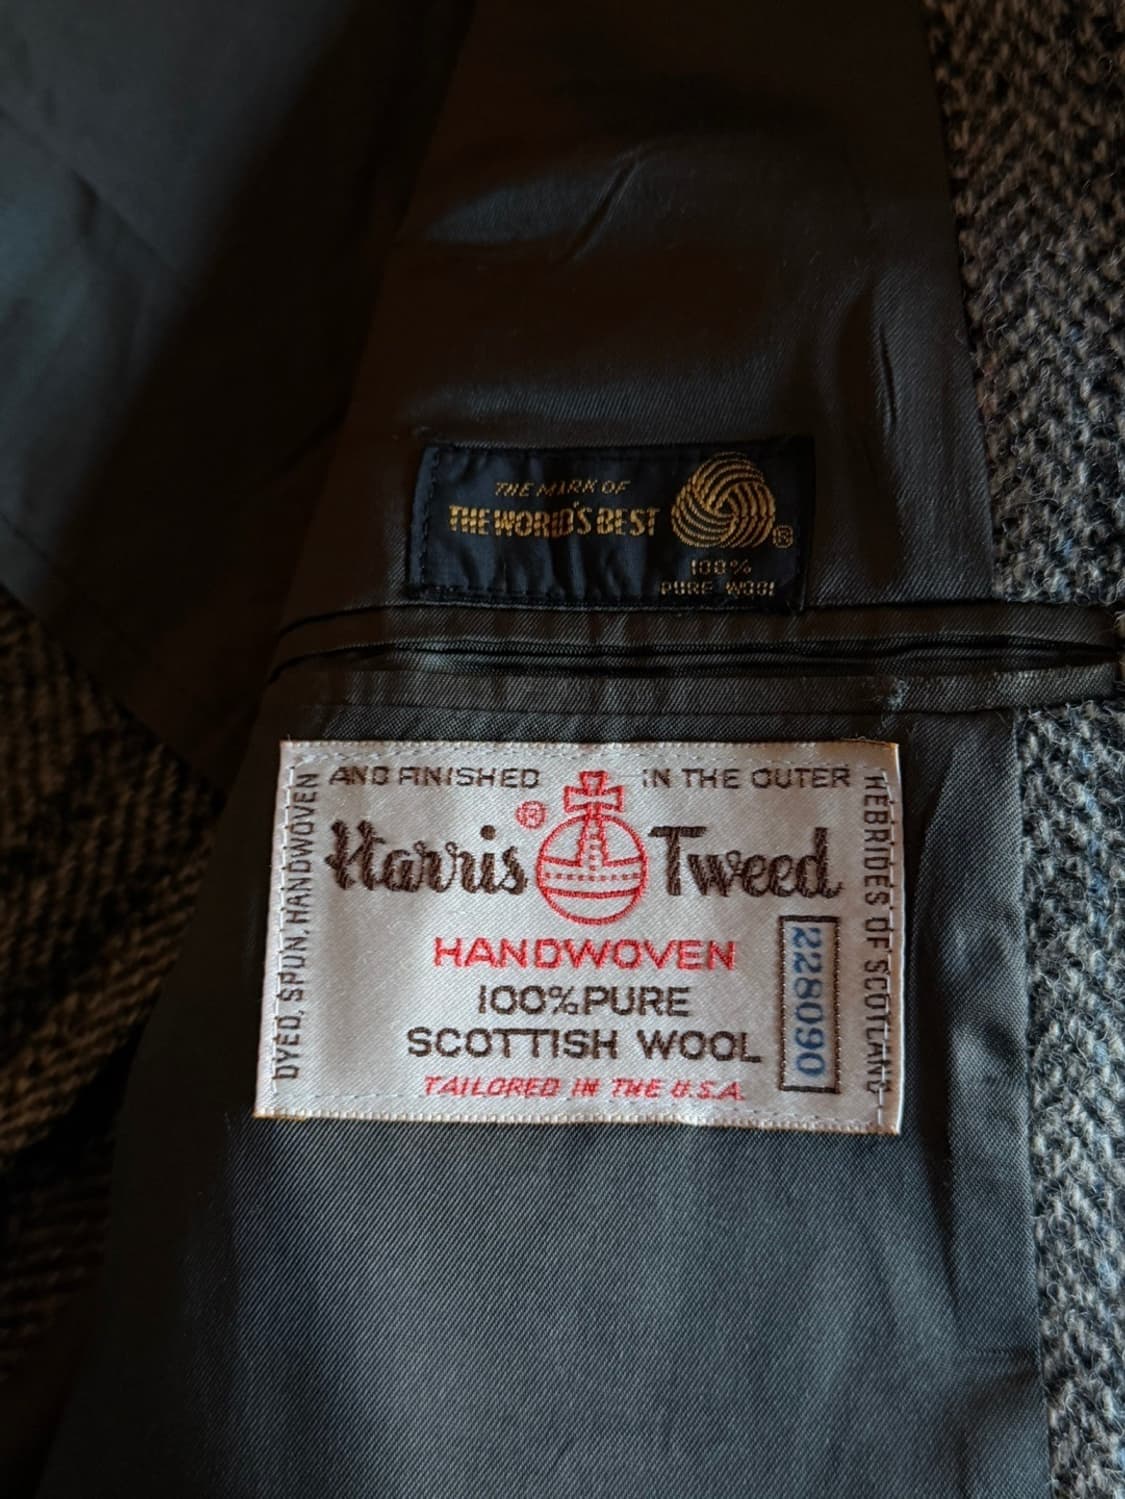 THE MARK OF
THE WORLD'S BEST
®
100%
PURE WOOL
DYED, SPUN, HANDWOVEN
AND FINISHED
IN THE OUTER
HEBRIDES OF SCOTLAND
Harris Tweed
®
HANDWOVEN
100% PURE
SCOTTISH WOOL
TAILORED IN THE U.S.A.
228090